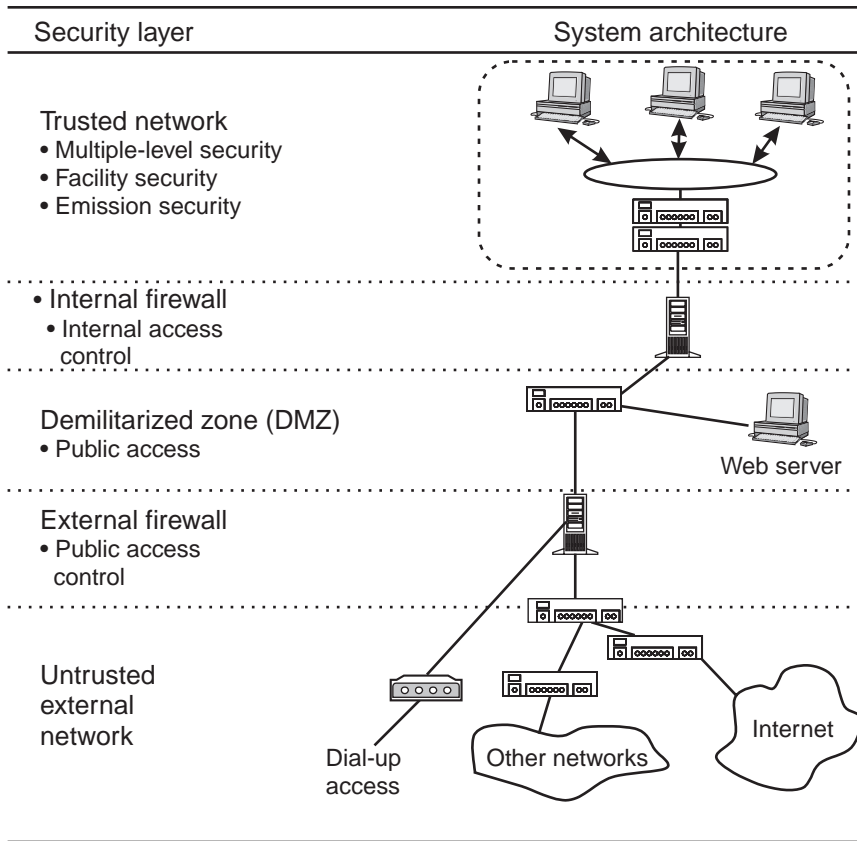 Security layer
System architecture
Trusted network
• Multiple-level security
• Facility security
• Emission security
• Internal firewall
• Internal access
control
Demilitarized zone (DMZ)
• Public access
Web server
External firewall
• Public access
control
Untrusted
external
network
Dial-up
access
Other networks
Internet